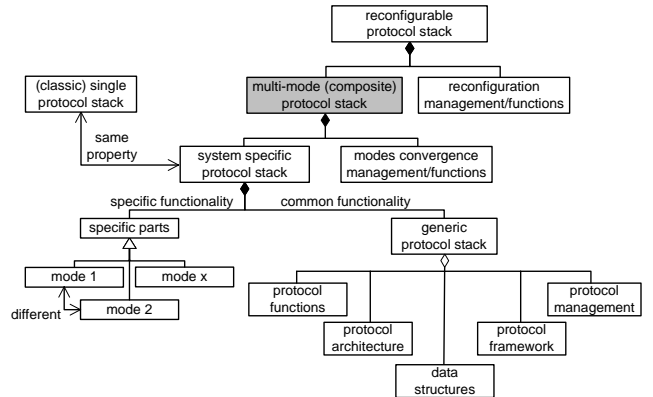 reconfigurable
protocol stack
(classic) single
protocol stack
multi-mode (composite)
protocol stack
reconfiguration
management/functions
same
property
system specific
protocol stack
modes convergence
management/functions
specific functionality
common functionality
specific parts
generic
protocol stack
mode 1
mode x
different
mode 2
protocol
functions
protocol
management
protocol
architecture
protocol
framework
data
structures